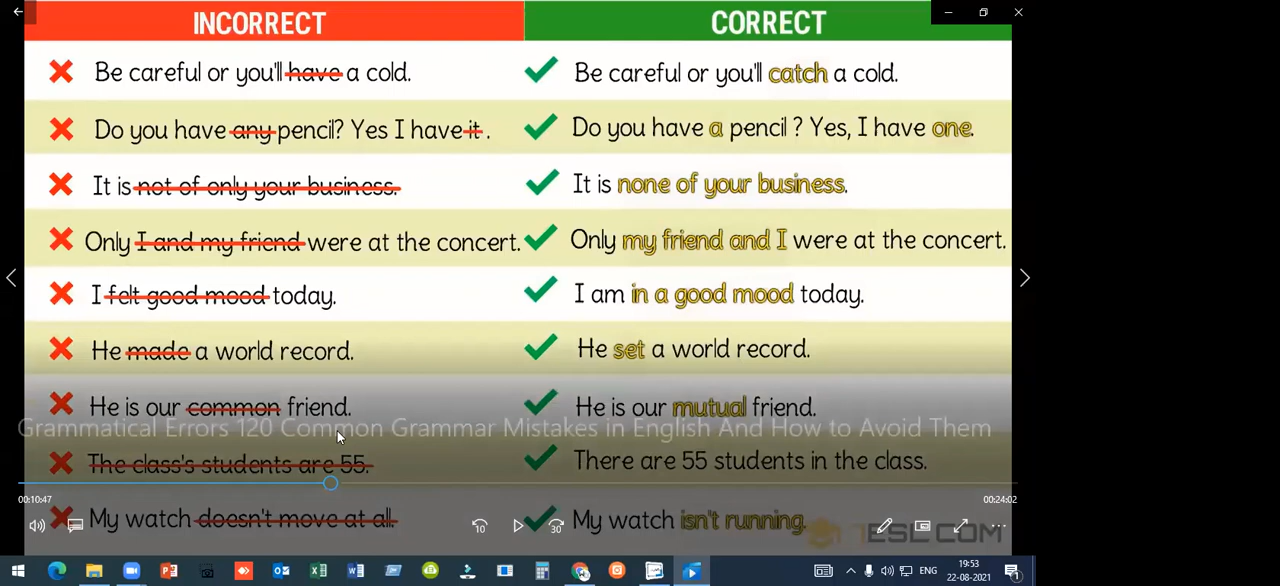 INCORRECT CORRECT
Be careful or you'll have a cold. Be careful or you'll catch a cold.
Do you have any pencil? Yes I have it . Do you have a pencil ? Yes, I have one.
It is not of only your business. It is none of your business.
Only I and my friend were at the concert. Only my friend and I were at the concert.
I felt good mood today. I am in a good mood today.
He made a world record. He set a world record.
He is our common friend. He is our mutual friend.
Grammatical Errors 120 Common Grammar Mistakes in English And How to Avoid Them
The class's students are 55. There are 55 students in the class.
00:10:47 00:24:02
My watch doesn't move at all. My watch isn't running.
10 30
7ESL.COM
ENG 19:53
22-08-2021 1